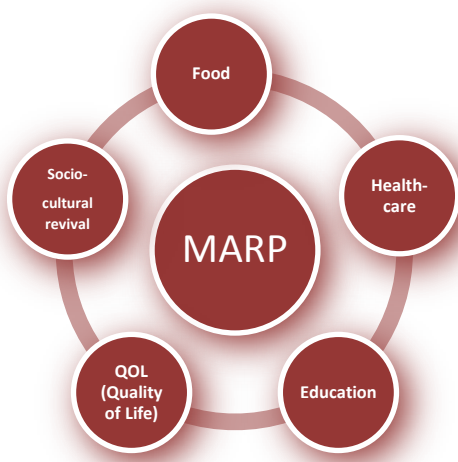 Food
Health-
care
Education
QOL
(Quality
of Life)
Socio-
cultural
revival
MARP